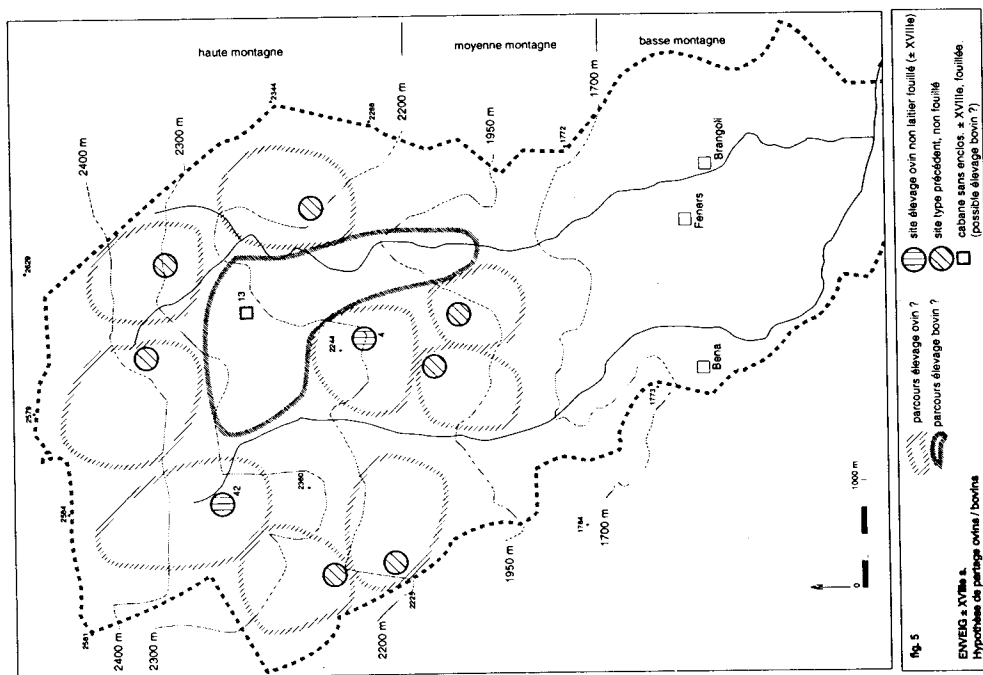 haute montagne
moyenne montagne
basse montagne
2629
2579
2584
2581
2400 m
2300 m
2344
2288
2200 m
1950 m
1772
1700 m
13
2244
4
42
2360
2400 m
2300 m
2229
2200 m
1950 m
1784
1700 m
1773
Brangoli
Feners
Bena
N
0
1000 m
fig. 5
ENVEIG ± XVIIIe s.
Hypothèse de partage ovins / bovins
parcours élevage ovin ?
parcours élevage bovin ?
site élevage ovin non laitier fouillé (± XVIIIe)
site type précédent, non fouillé
cabane sans enclos. ± XVIIIe, fouillée.
(possible élevage bovin ?)